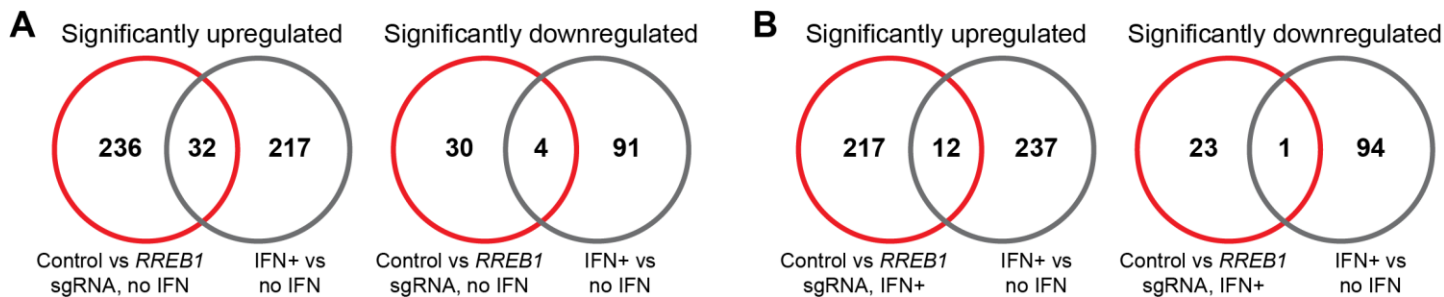 A
Significantly upregulated
236 32 217
Control vs RREB1
sgRNA, no IFN
IFN+ vs
no IFN
Significantly downregulated
30 4 91
Control vs RREB1
sgRNA, no IFN
IFN+ vs
no IFN
B
Significantly upregulated
217 12 237
Control vs RREB1
sgRNA, IFN+
IFN+ vs
no IFN
Significantly downregulated
23 1 94
Control vs RREB1
sgRNA, IFN+
IFN+ vs
no IFN